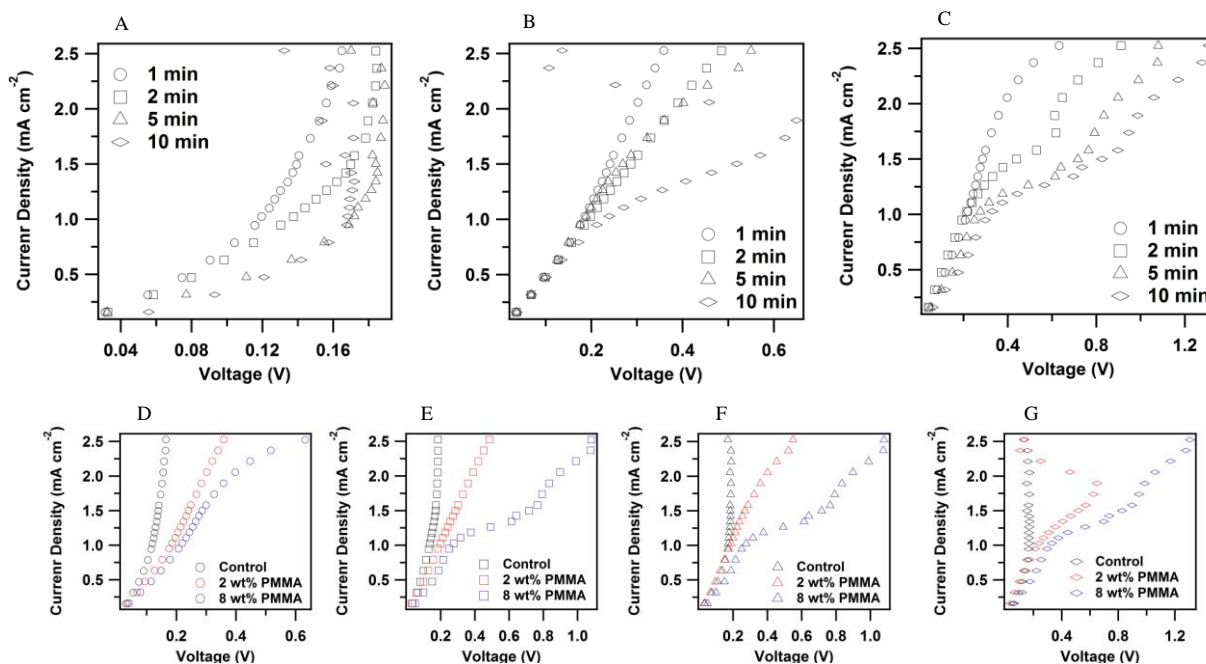 A
Currenr Density (mA cm-2)
2.5
2.0
1.5
1.0
0.5
1 min
2 min
5 min
10 min
0.04
0.08
0.12
0.16
Voltage (V)
B
Currenr Density (mA cm-2)
2.5
2.0
1.5
1.0
0.5
1 min
2 min
5 min
10 min
0.2
0.4
0.6
Voltage (V)
C
Currenr Density (mA cm-2)
2.5
2.0
1.5
1.0
0.5
1 min
2 min
5 min
10 min
0.4
0.8
1.2
Voltage (V)
D
Currenr Density (mA cm-2)
2.5
2.0
1.5
1.0
0.5
Control
2 wt% PMMA
8 wt% PMMA
0.2
0.4
0.6
Voltage (V)
E
Currenr Density (mA cm-2)
2.5
2.0
1.5
1.0
0.5
Control
2 wt% PMMA
8 wt% PMMA
0.2
0.4
0.6
0.8
1.0
Voltage (V)
F
Currenr Density (mA cm-2)
2.5
2.0
1.5
1.0
0.5
Control
2 wt% PMMA
8 wt% PMMA
0.2
0.4
0.6
0.8
1.0
Voltage (V)
G
Currenr Density (mA cm-2)
2.5
2.0
1.5
1.0
0.5
Control
2 wt% PMMA
8 wt% PMMA
0.4
0.8
1.2
Voltage (V)